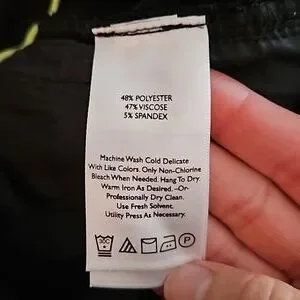 48% POLYESTER
47% VISCOSE
5% SPANDEX
Machine Wash Cold Delicate
With Like Colors. Only Non-Chlorine
Bleach When Needed. Hang To Dry.
Warm Iron As Desired. -Or-
Professionally Dry Clean.
Use Fresh Solvent.
Utility Press As Necessary.
30C P